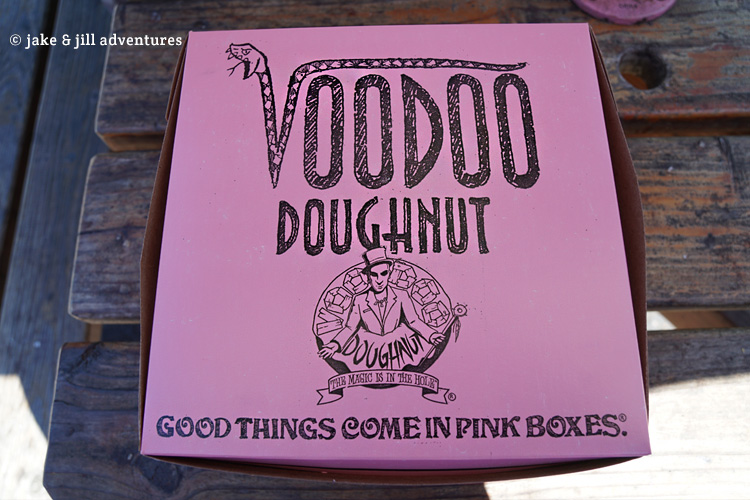 © jake & jill adventures
VOODOO
DOUGHNUT
DOUGHNUT
THE MAGIC IS IN THE HOLE
®
GOOD THINGS COME IN PINK BOXES.®